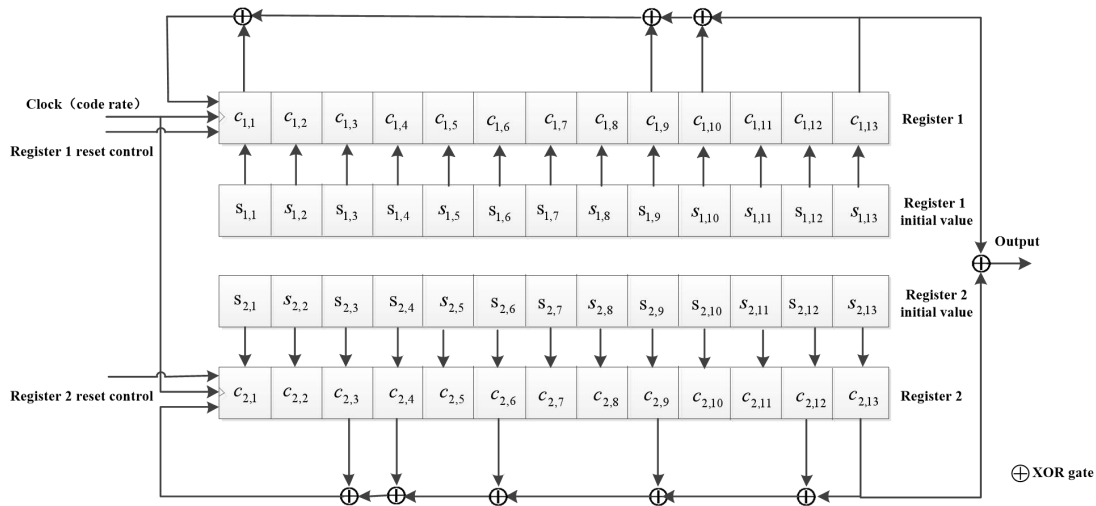 Clock（code rate）
c1,1 c1,2 c1,3 c1,4 c1,5 c1,6 c1,7 c1,8 c1,9 c1,10 c1,11 c1,12 c1,13
Register 1
Register 1 reset control
s1,1 s1,2 s1,3 s1,4 s1,5 s1,6 s1,7 s1,8 s1,9 s1,10 s1,11 s1,12 s1,13
Register 1
initial value
Output
s2,1 s2,2 s2,3 s2,4 s2,5 s2,6 s2,7 s2,8 s2,9 s2,10 s2,11 s2,12 s2,13
Register 2
initial value
Register 2 reset control
c2,1 c2,2 c2,3 c2,4 c2,5 c2,6 c2,7 c2,8 c2,9 c2,10 c2,11 c2,12 c2,13
Register 2
XOR gate